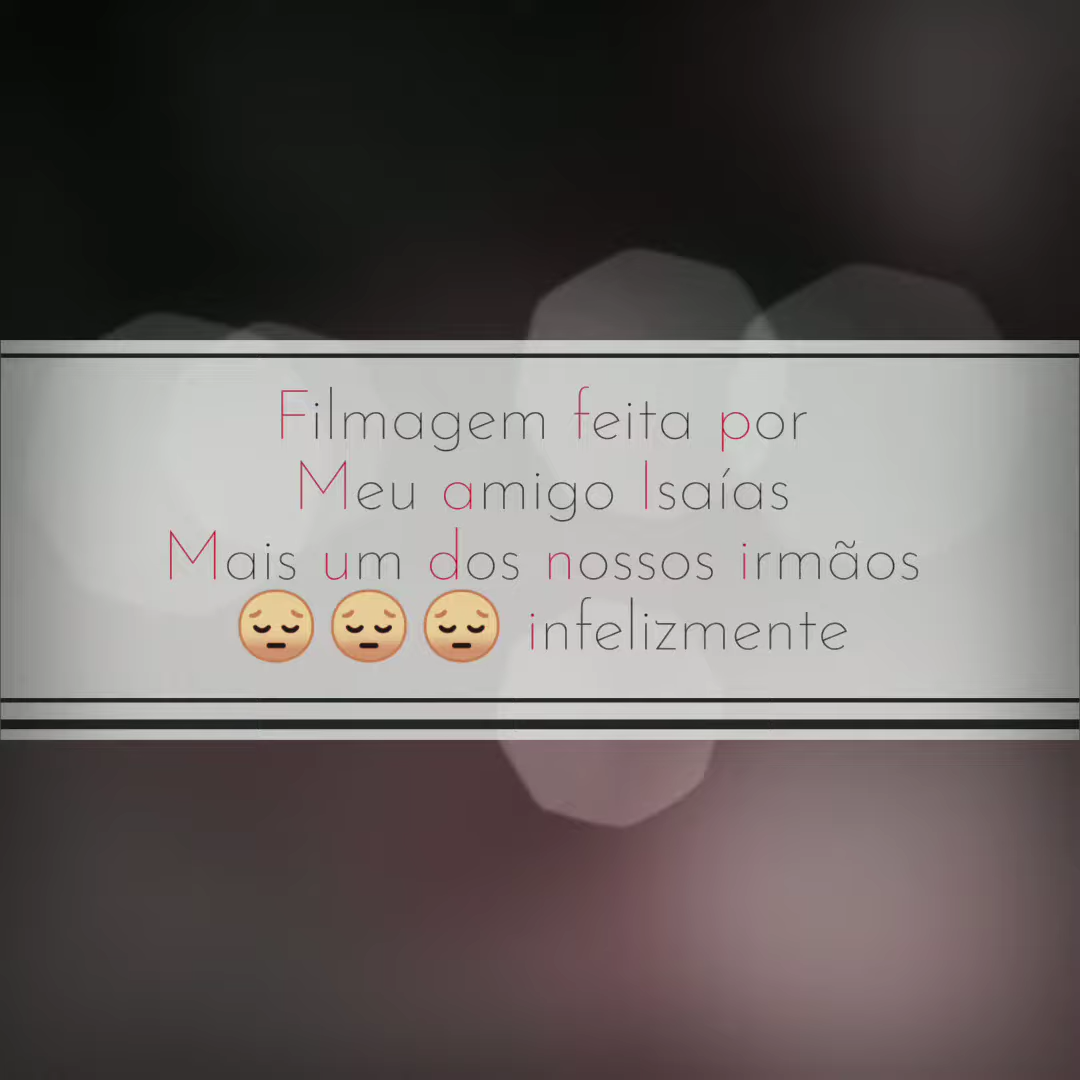 Filmagem feita por
Meu amigo Isaías
Mais um dos nossos irmãos
😔😔😔 infelizmente